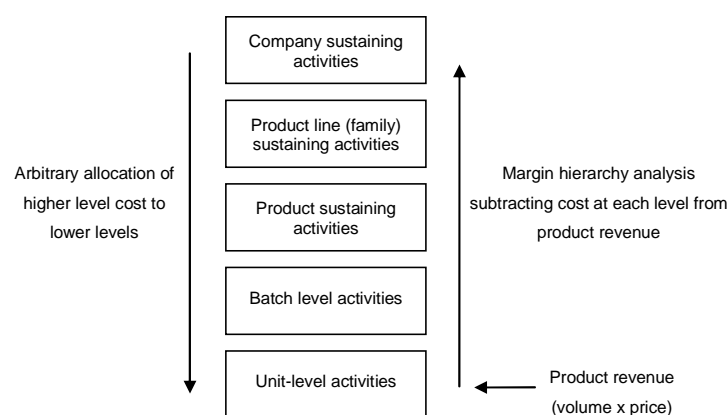 Company sustaining
activities
Product line (family)
sustaining activities
Arbitrary allocation of
higher level cost to
lower levels
Margin hierarchy analysis
subtracting cost at each level from
product revenue
Product sustaining
activities
Batch level activities
Unit-level activities
Product revenue
(volume x price)